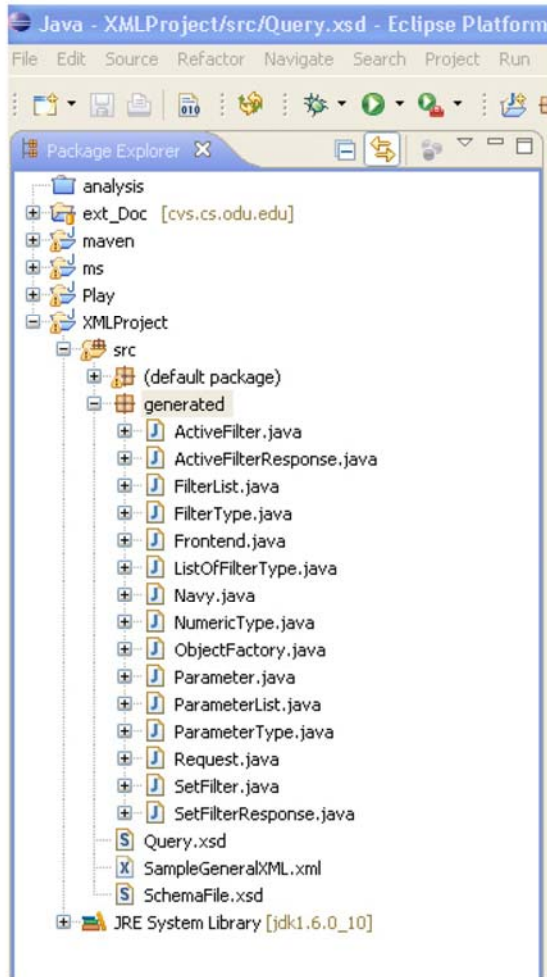 Java - XMLProject/src/Query.xsd - Eclipse Platform
File Edit Source Refactor Navigate Search Project Run
010
Package Explorer
analysis
ext_Doc [cvs.cs.odu.edu]
maven
ms
Play
XMLProject
src
(default package)
generated
J ActiveFilter.java
J ActiveFilterResponse.java
J FilterList.java
J FilterType.java
J Frontend.java
J ListOfFilterType.java
J Navy.java
J NumericType.java
J ObjectFactory.java
J Parameter.java
J ParameterList.java
J ParameterType.java
J Request.java
J SetFilter.java
J SetFilterResponse.java
S Query.xsd
X SampleGeneralXML.xml
S SchemaFile.xsd
JRE System Library [jdk1.6.0_10]